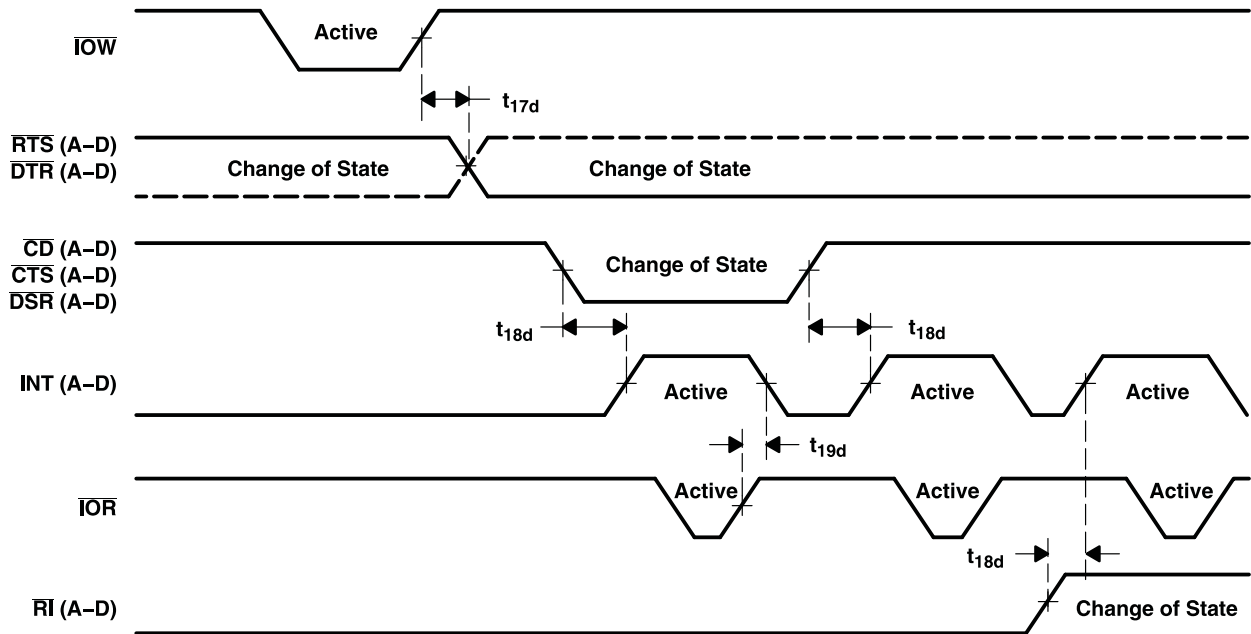 IOW
Active
t17d
RTS (A–D)
DTR (A–D)
Change of State
Change of State
CD (A–D)
CTS (A–D)
DSR (A–D)
Change of State
t18d
t18d
INT (A–D)
Active
Active
Active
t19d
IOR
Active
Active
Active
t18d
RI (A–D)
Change of State